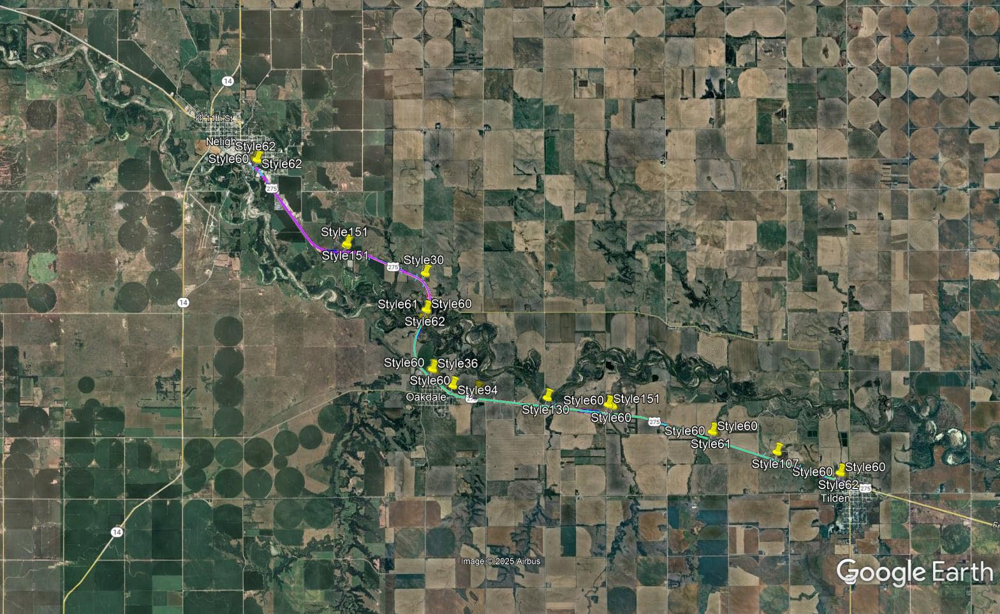 14
W 11th St
Neligh
Style62
Style60
Style62
275
Style151
Style151
275
Style30
14
Style61
Style60
Style62
Style60
Style36
Style60
Style94
Oakdale
Style130
Style60
Style151
Style60
275
Style60
Style60
Style61
Style107
Style60
Style60
Style62
275
Tilden
14
Image © 2025 Airbus
Google Earth